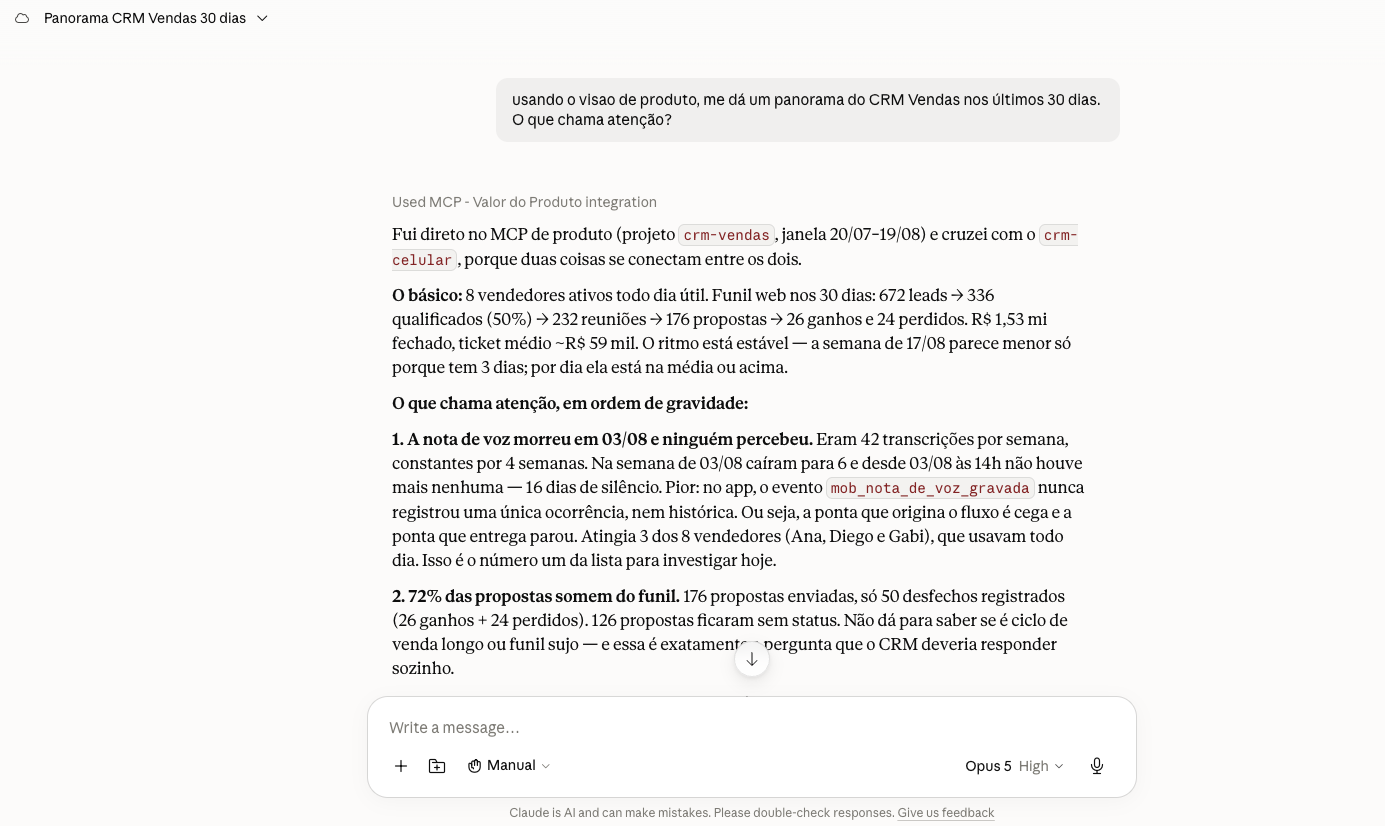 Panorama CRM Vendas 30 dias
usando o visao de produto, me dá um panorama do CRM Vendas nos últimos 30 dias.
O que chama atenção?
Used MCP - Valor do Produto integration
Fui direto no MCP de produto (projeto crm-vendas, janela 20/07–19/08) e cruzei com o crm-
celular, porque duas coisas se conectam entre os dois.
O básico: 8 vendedores ativos todo dia útil. Funil web nos 30 dias: 672 leads → 336
qualificados (50%) → 232 reuniões → 176 propostas → 26 ganhos e 24 perdidos. R$ 1,53 mi
fechado, ticket médio ~R$ 59 mil. O ritmo está estável — a semana de 17/08 parece menor só
porque tem 3 dias; por dia ela está na média ou acima.
O que chama atenção, em ordem de gravidade:
1. A nota de voz morreu em 03/08 e ninguém percebeu. Eram 42 transcrições por semana,
constantes por 4 semanas. Na semana de 03/08 caíram para 6 e desde 03/08 às 14h não houve
mais nenhuma — 16 dias de silêncio. Pior: no app, o evento mob_nota_de_voz_gravada nunca
registrou uma única ocorrência, nem histórica. Ou seja, a ponta que origina o fluxo é cega e a
ponta que entrega parou. Atingia 3 dos 8 vendedores (Ana, Diego e Gabi), que usavam todo
dia. Isso é o número um da lista para investigar hoje.
2. 72% das propostas somem do funil. 176 propostas enviadas, só 50 desfechos registrados
(26 ganhos + 24 perdidos). 126 propostas ficaram sem status. Não dá para saber se é ciclo de
venda longo ou funil sujo — e essa é exatamente pergunta que o CRM deveria responder
sozinho.
Write a message...
Manual
Opus 5 High
Claude is AI and can make mistakes. Please double-check responses. Give us feedback